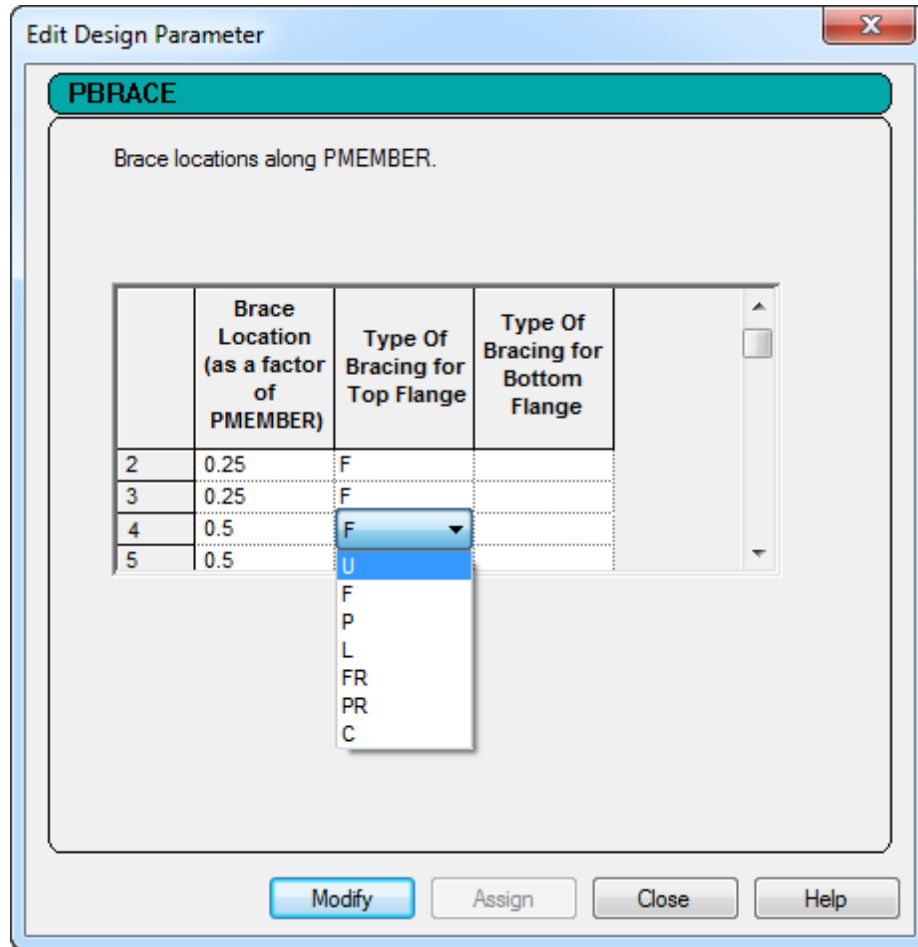 Edit Design Parameter
X
PBRACE
Brace locations along PMEMBER.
Brace
Location
(as a factor
of
PMEMBER)
Type Of
Bracing for
Top Flange
Type Of
Bracing for
Bottom
Flange
2 0.25 F
3 0.25 F
4 0.5 F
5 0.5
U
F
P
L
FR
PR
C
Modify Assign Close Help